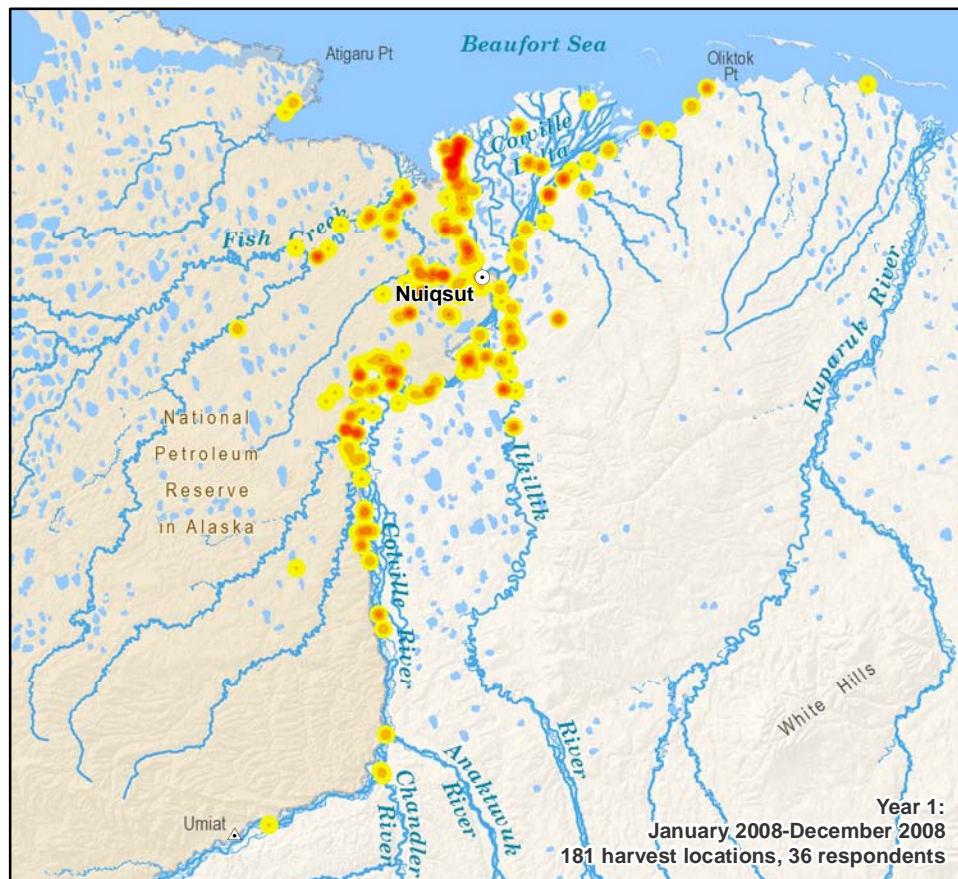 Beaufort Sea
Atigaru Pt
Oliktok
Pt
Colville
Delta
Fish Creek
Nuiqsut
Kuparuk River
National
Petroleum
Reserve
in Alaska
Itkillik
River
Colville
River
White Hills
Anaktuvuk
River
Chandler
River
Umiat
Year 1:
January 2008-December 2008
181 harvest locations, 36 respondents